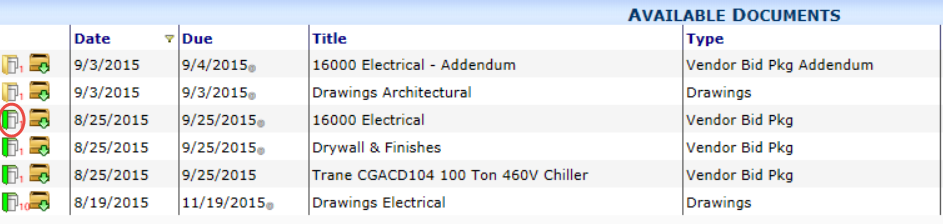 AVAILABLE DOCUMENTS
Date Due Title Type
1 9/3/2015 9/4/2015 16000 Electrical - Addendum Vendor Bid Pkg Addendum
1 9/3/2015 9/3/2015 Drawings Architectural Drawings
1 8/25/2015 9/25/2015 16000 Electrical Vendor Bid Pkg
1 8/25/2015 9/25/2015 Drywall & Finishes Vendor Bid Pkg
1 8/25/2015 9/25/2015 Trane CGACD104 100 Ton 460V Chiller Vendor Bid Pkg
10 8/19/2015 11/19/2015 Drawings Electrical Drawings